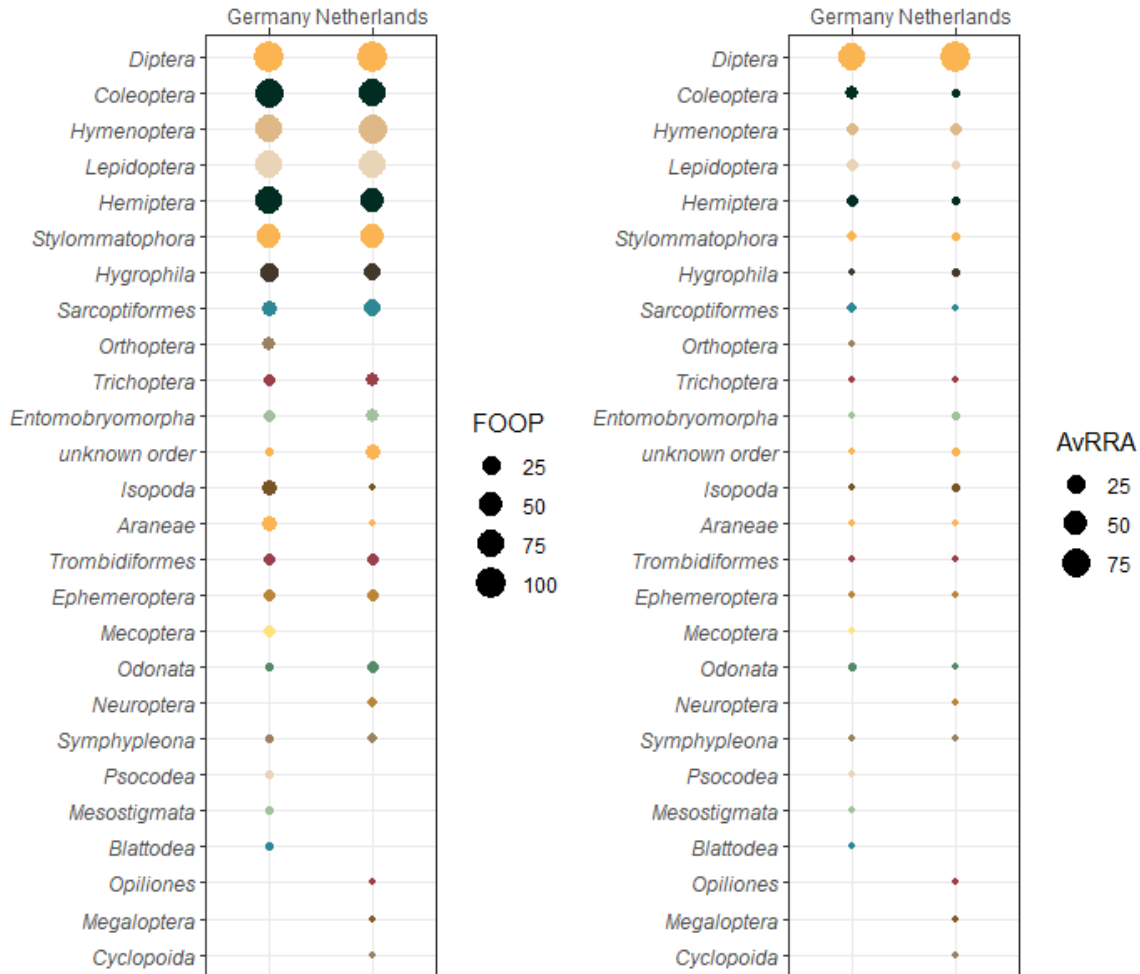 Germany Netherlands
Diptera
Coleoptera
Hymenoptera
Lepidoptera
Hemiptera
Stylommatophora
Hygrophila
Sarcoptiformes
Orthoptera
Trichoptera
Entomobryomorpha
unknown order
Isopoda
Araneae
Trombidiformes
Ephemeroptera
Mecoptera
Odonata
Neuroptera
Symphypleona
Psocodea
Mesostigmata
Blattodea
Opiliones
Megaloptera
Cyclopoida
FOOP
25
50
75
100
Germany Netherlands
Diptera
Coleoptera
Hymenoptera
Lepidoptera
Hemiptera
Stylommatophora
Hygrophila
Sarcoptiformes
Orthoptera
Trichoptera
Entomobryomorpha
unknown order
Isopoda
Araneae
Trombidiformes
Ephemeroptera
Mecoptera
Odonata
Neuroptera
Symphypleona
Psocodea
Mesostigmata
Blattodea
Opiliones
Megaloptera
Cyclopoida
AvRRA
25
50
75